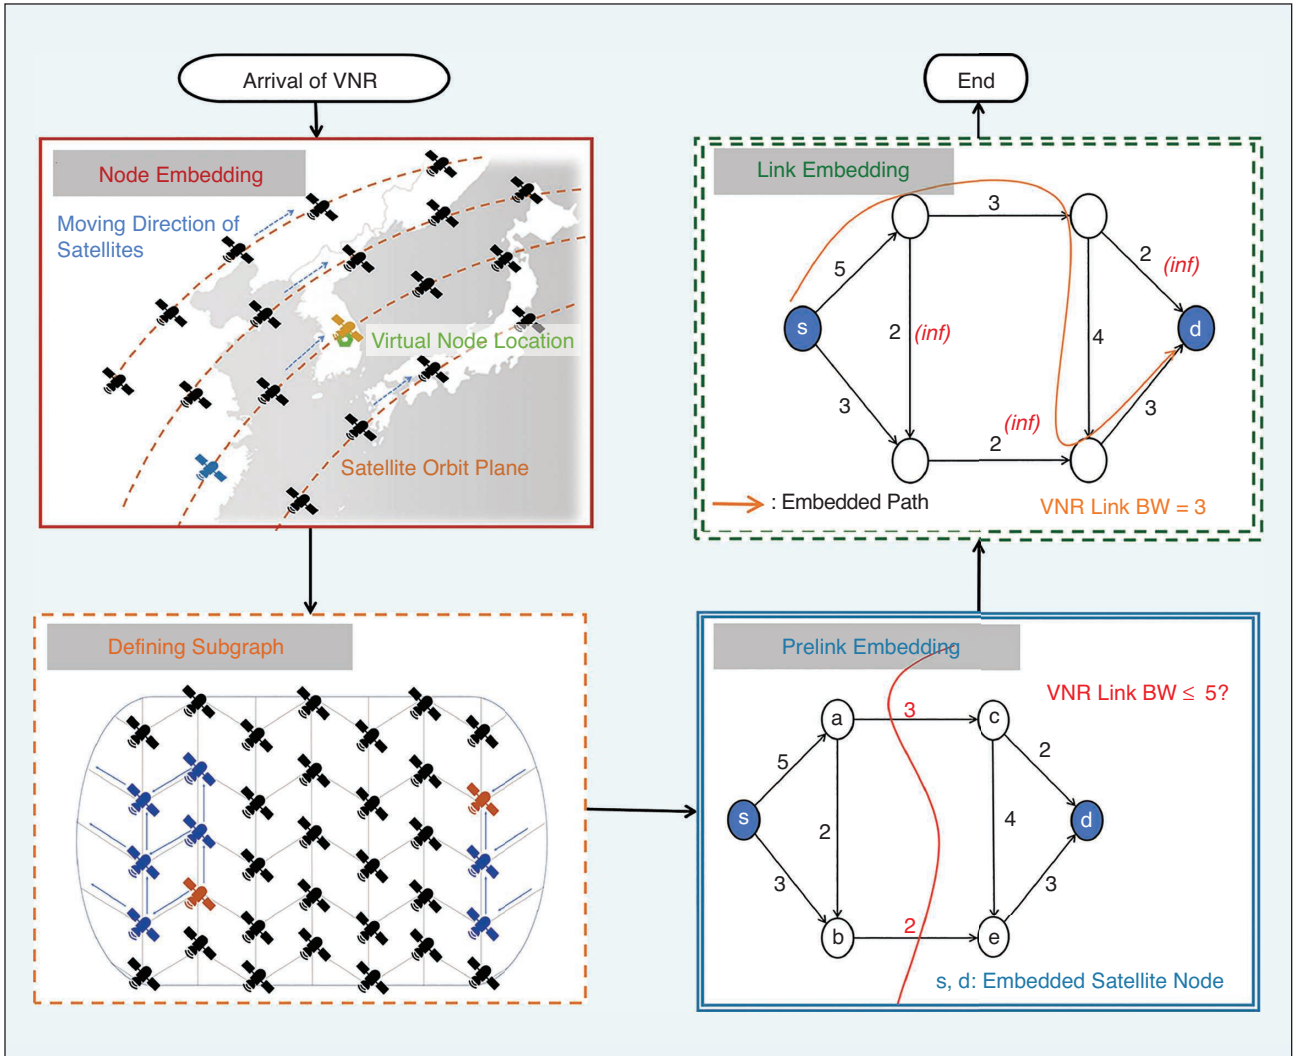 Arrival of VNR
Node Embedding
Moving Direction of
Satellites
Virtual Node Location
Satellite Orbit Plane
Defining Subgraph
Prelink Embedding
VNR Link BW ≤ 5?
a
3
c
5
2
s
2
4
d
3
3
b
2
e
s, d: Embedded Satellite Node
End
Link Embedding
3
5
2
(inf)
s
2
(inf)
4
d
3
(inf)
3
2
: Embedded Path
VNR Link BW = 3